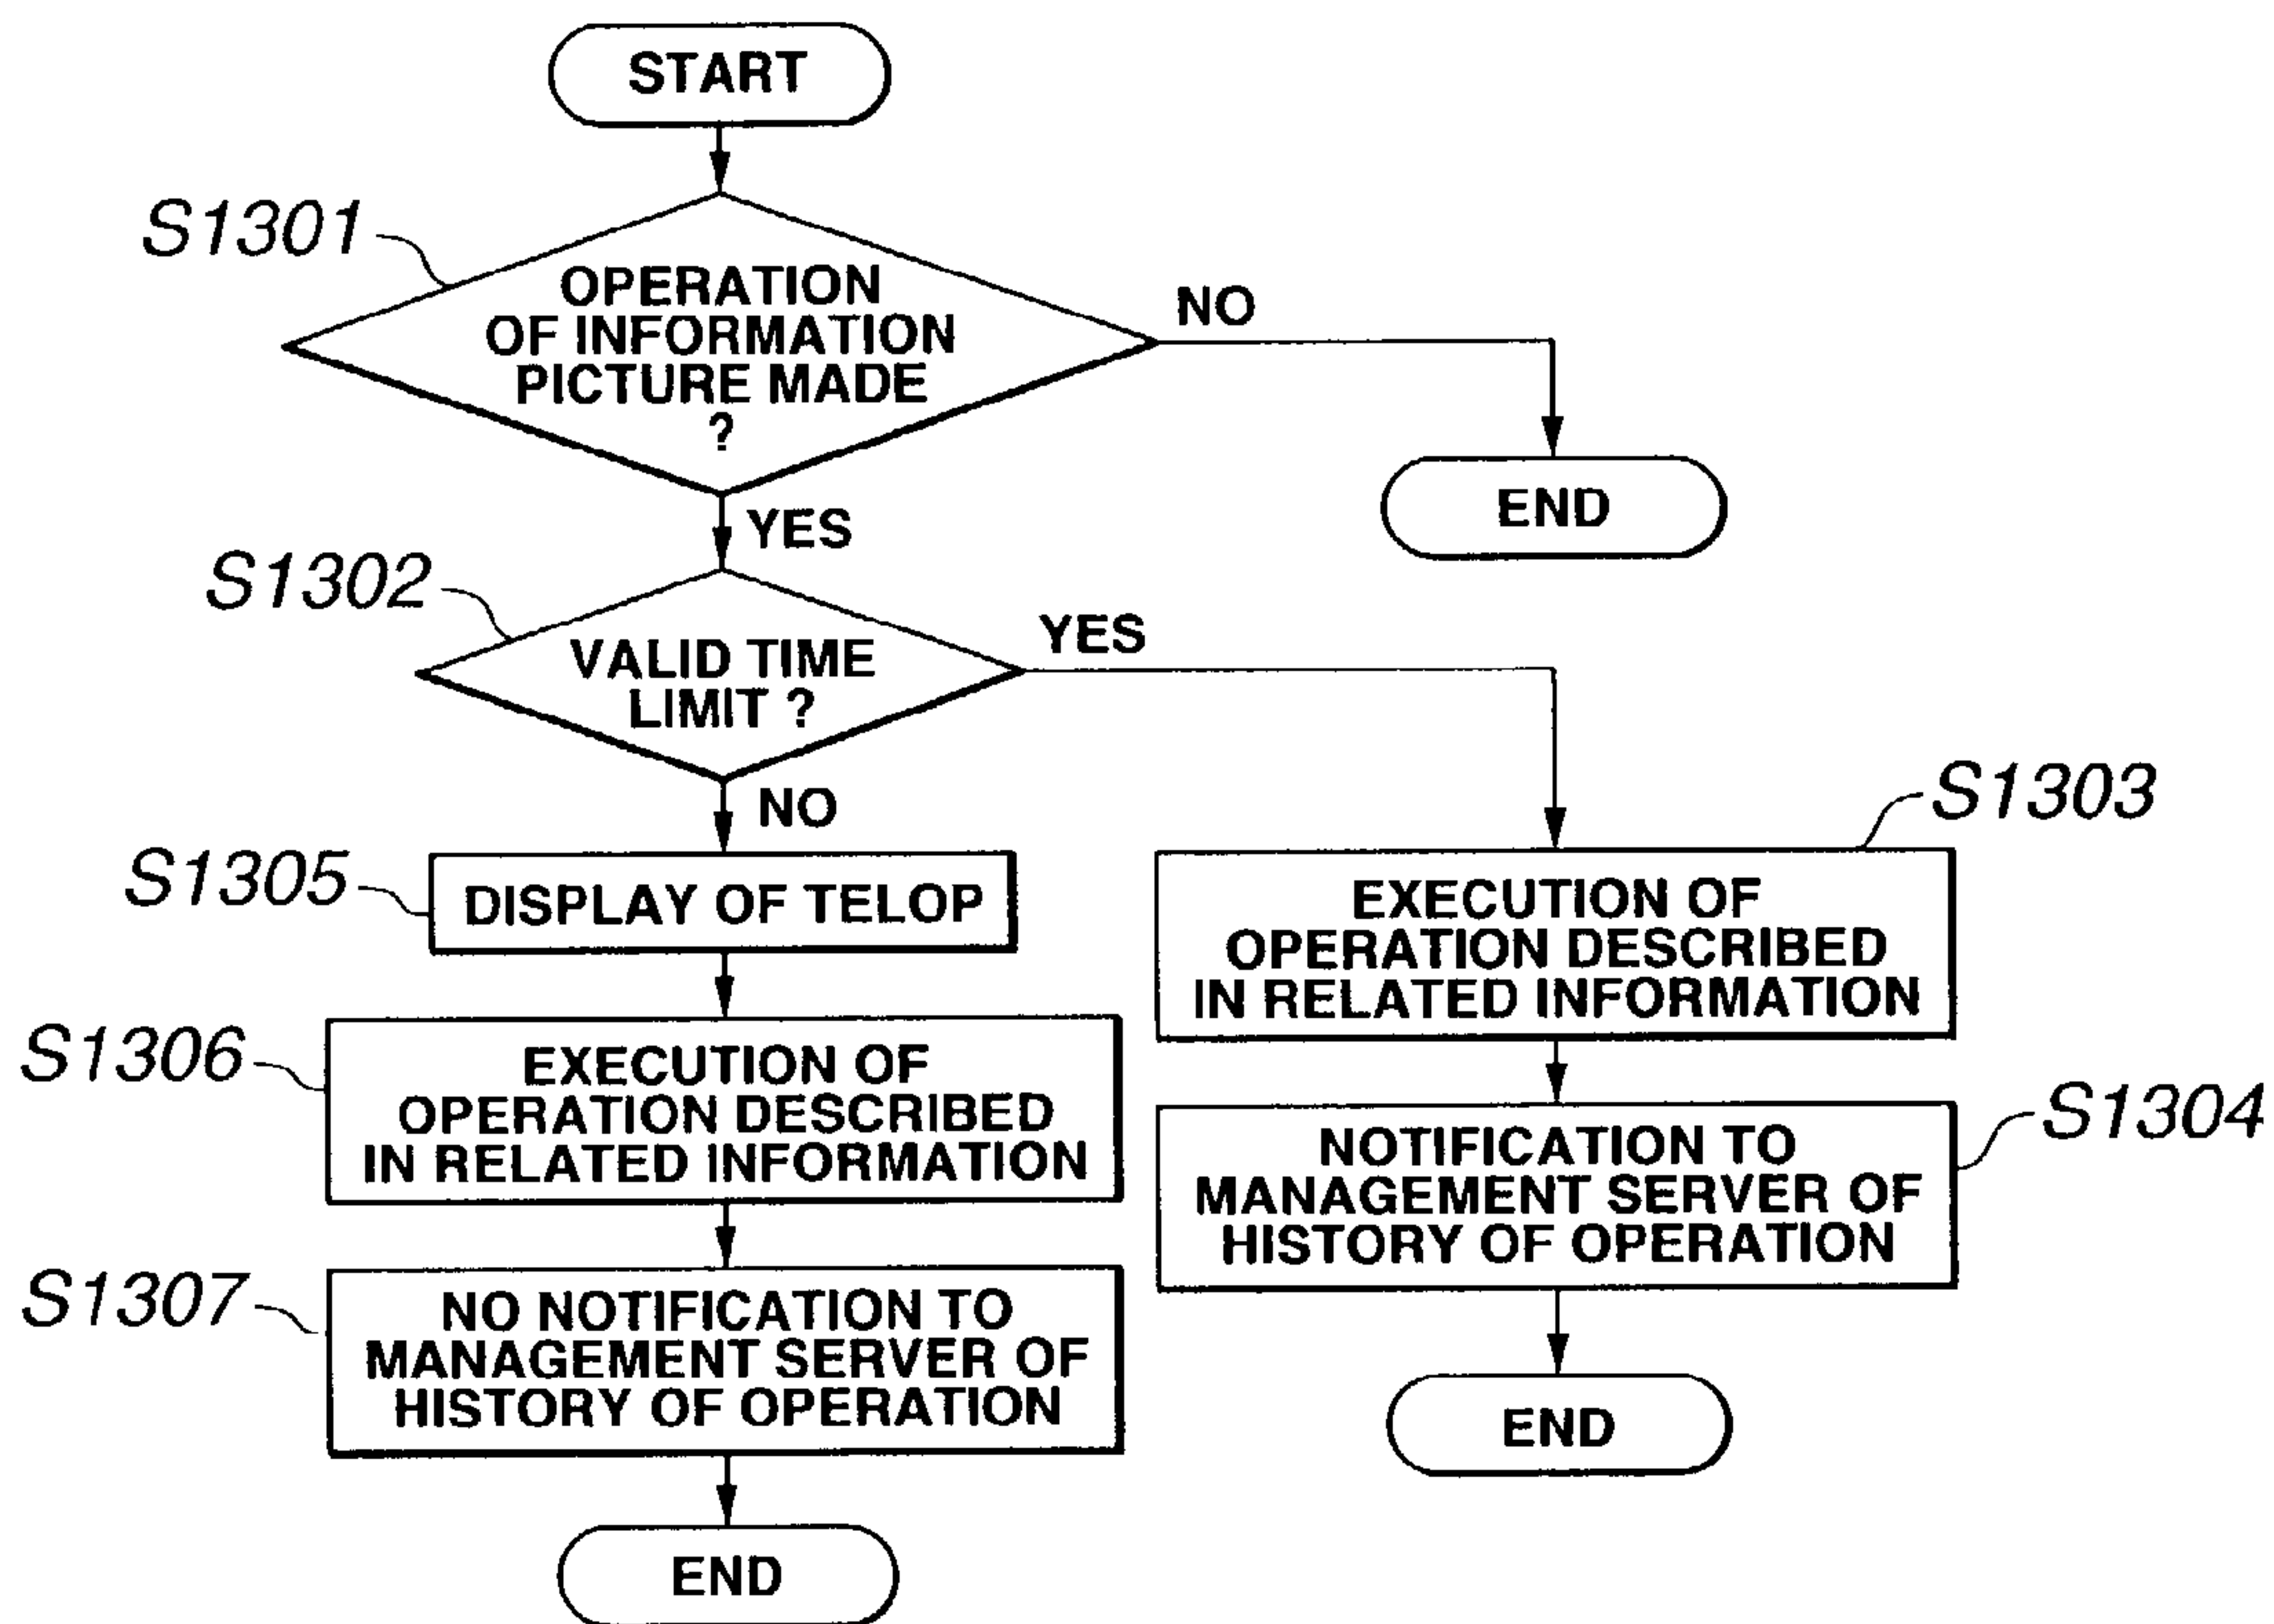 START
S1301
OPERATION
OF INFORMATION
PICTURE MADE
?
NO
END
YES
S1302
VALID TIME
LIMIT ?
YES
NO
S1303
EXECUTION OF
OPERATION DESCRIBED
IN RELATED INFORMATION
S1305
DISPLAY OF TELOP
S1306
EXECUTION OF
OPERATION DESCRIBED
IN RELATED INFORMATION
S1304
NOTIFICATION TO
MANAGEMENT SERVER OF
HISTORY OF OPERATION
S1307
NO NOTIFICATION TO
MANAGEMENT SERVER OF
HISTORY OF OPERATION
END
END